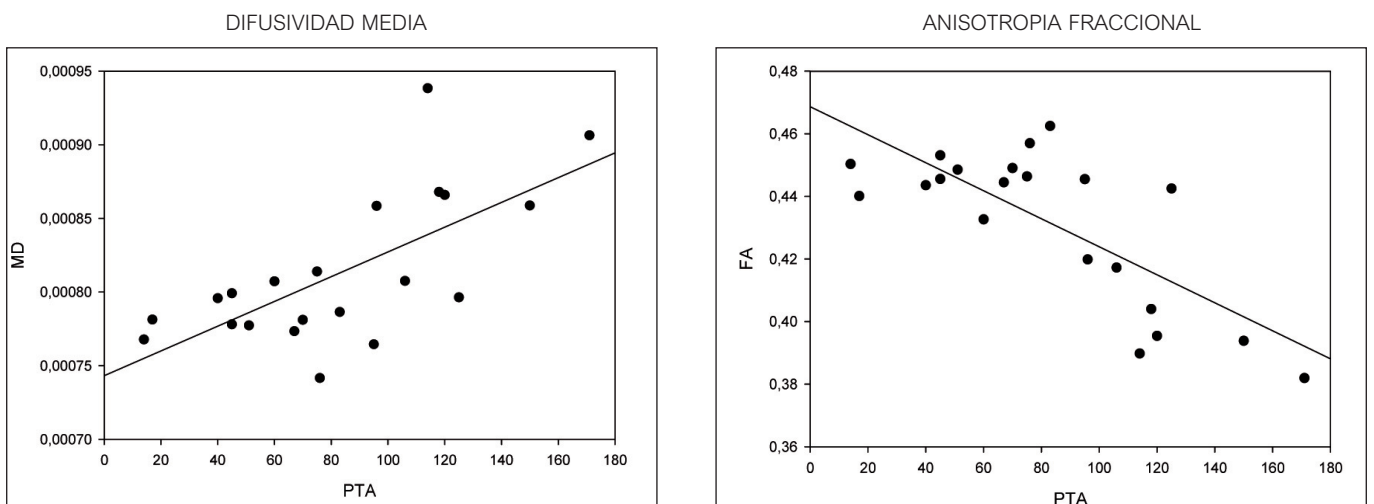 DIFUSIVIDAD MEDIA
0,00095
0,00090
0,00085
0,00080
0,00075
0,00070
MD
0 20 40 60 80 100 120 140 160 180
PTA
ANISOTROPIA FRACCIONAL
0,48
0,46
0,44
0,42
0,40
0,38
0,36
FA
0 20 40 60 80 100 120 140 160 180
PTA